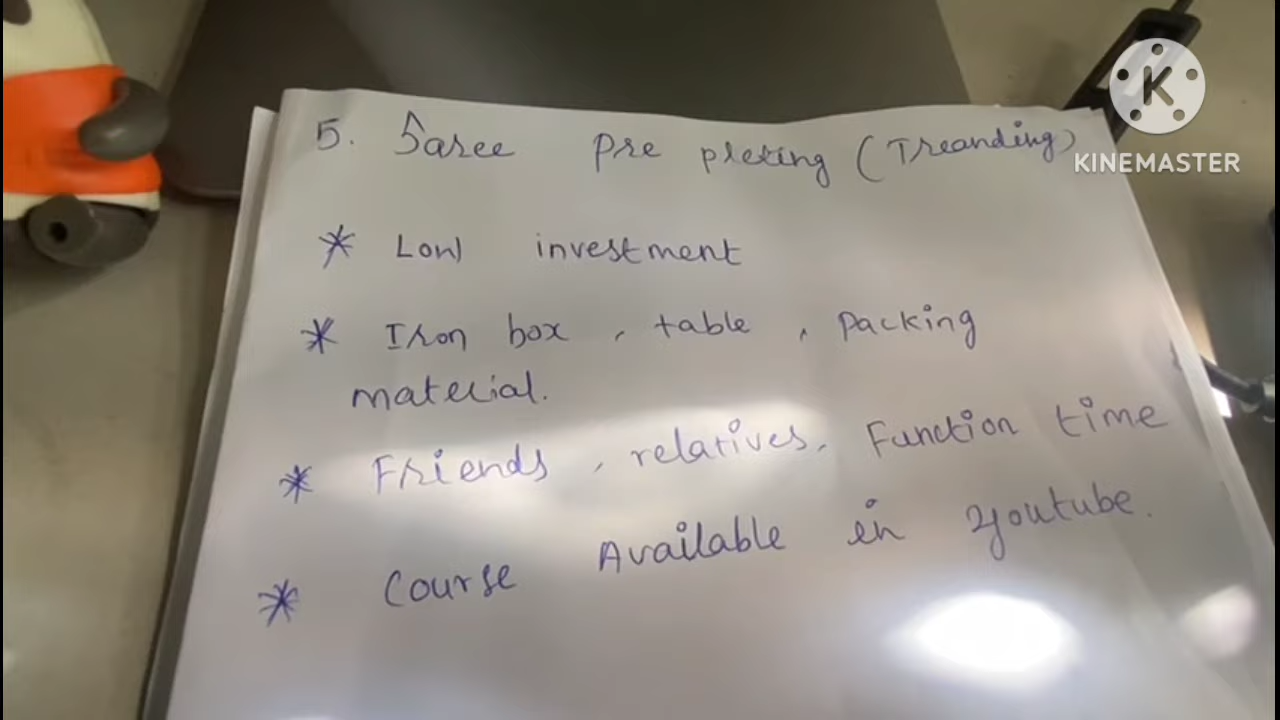 5. Saree Pre pleting (Treanding)
K
KINEMASTER
* Low investment
* Iron box, table, packing
material.
* Friends, relatives, Function time
* Course Available in Youtube.